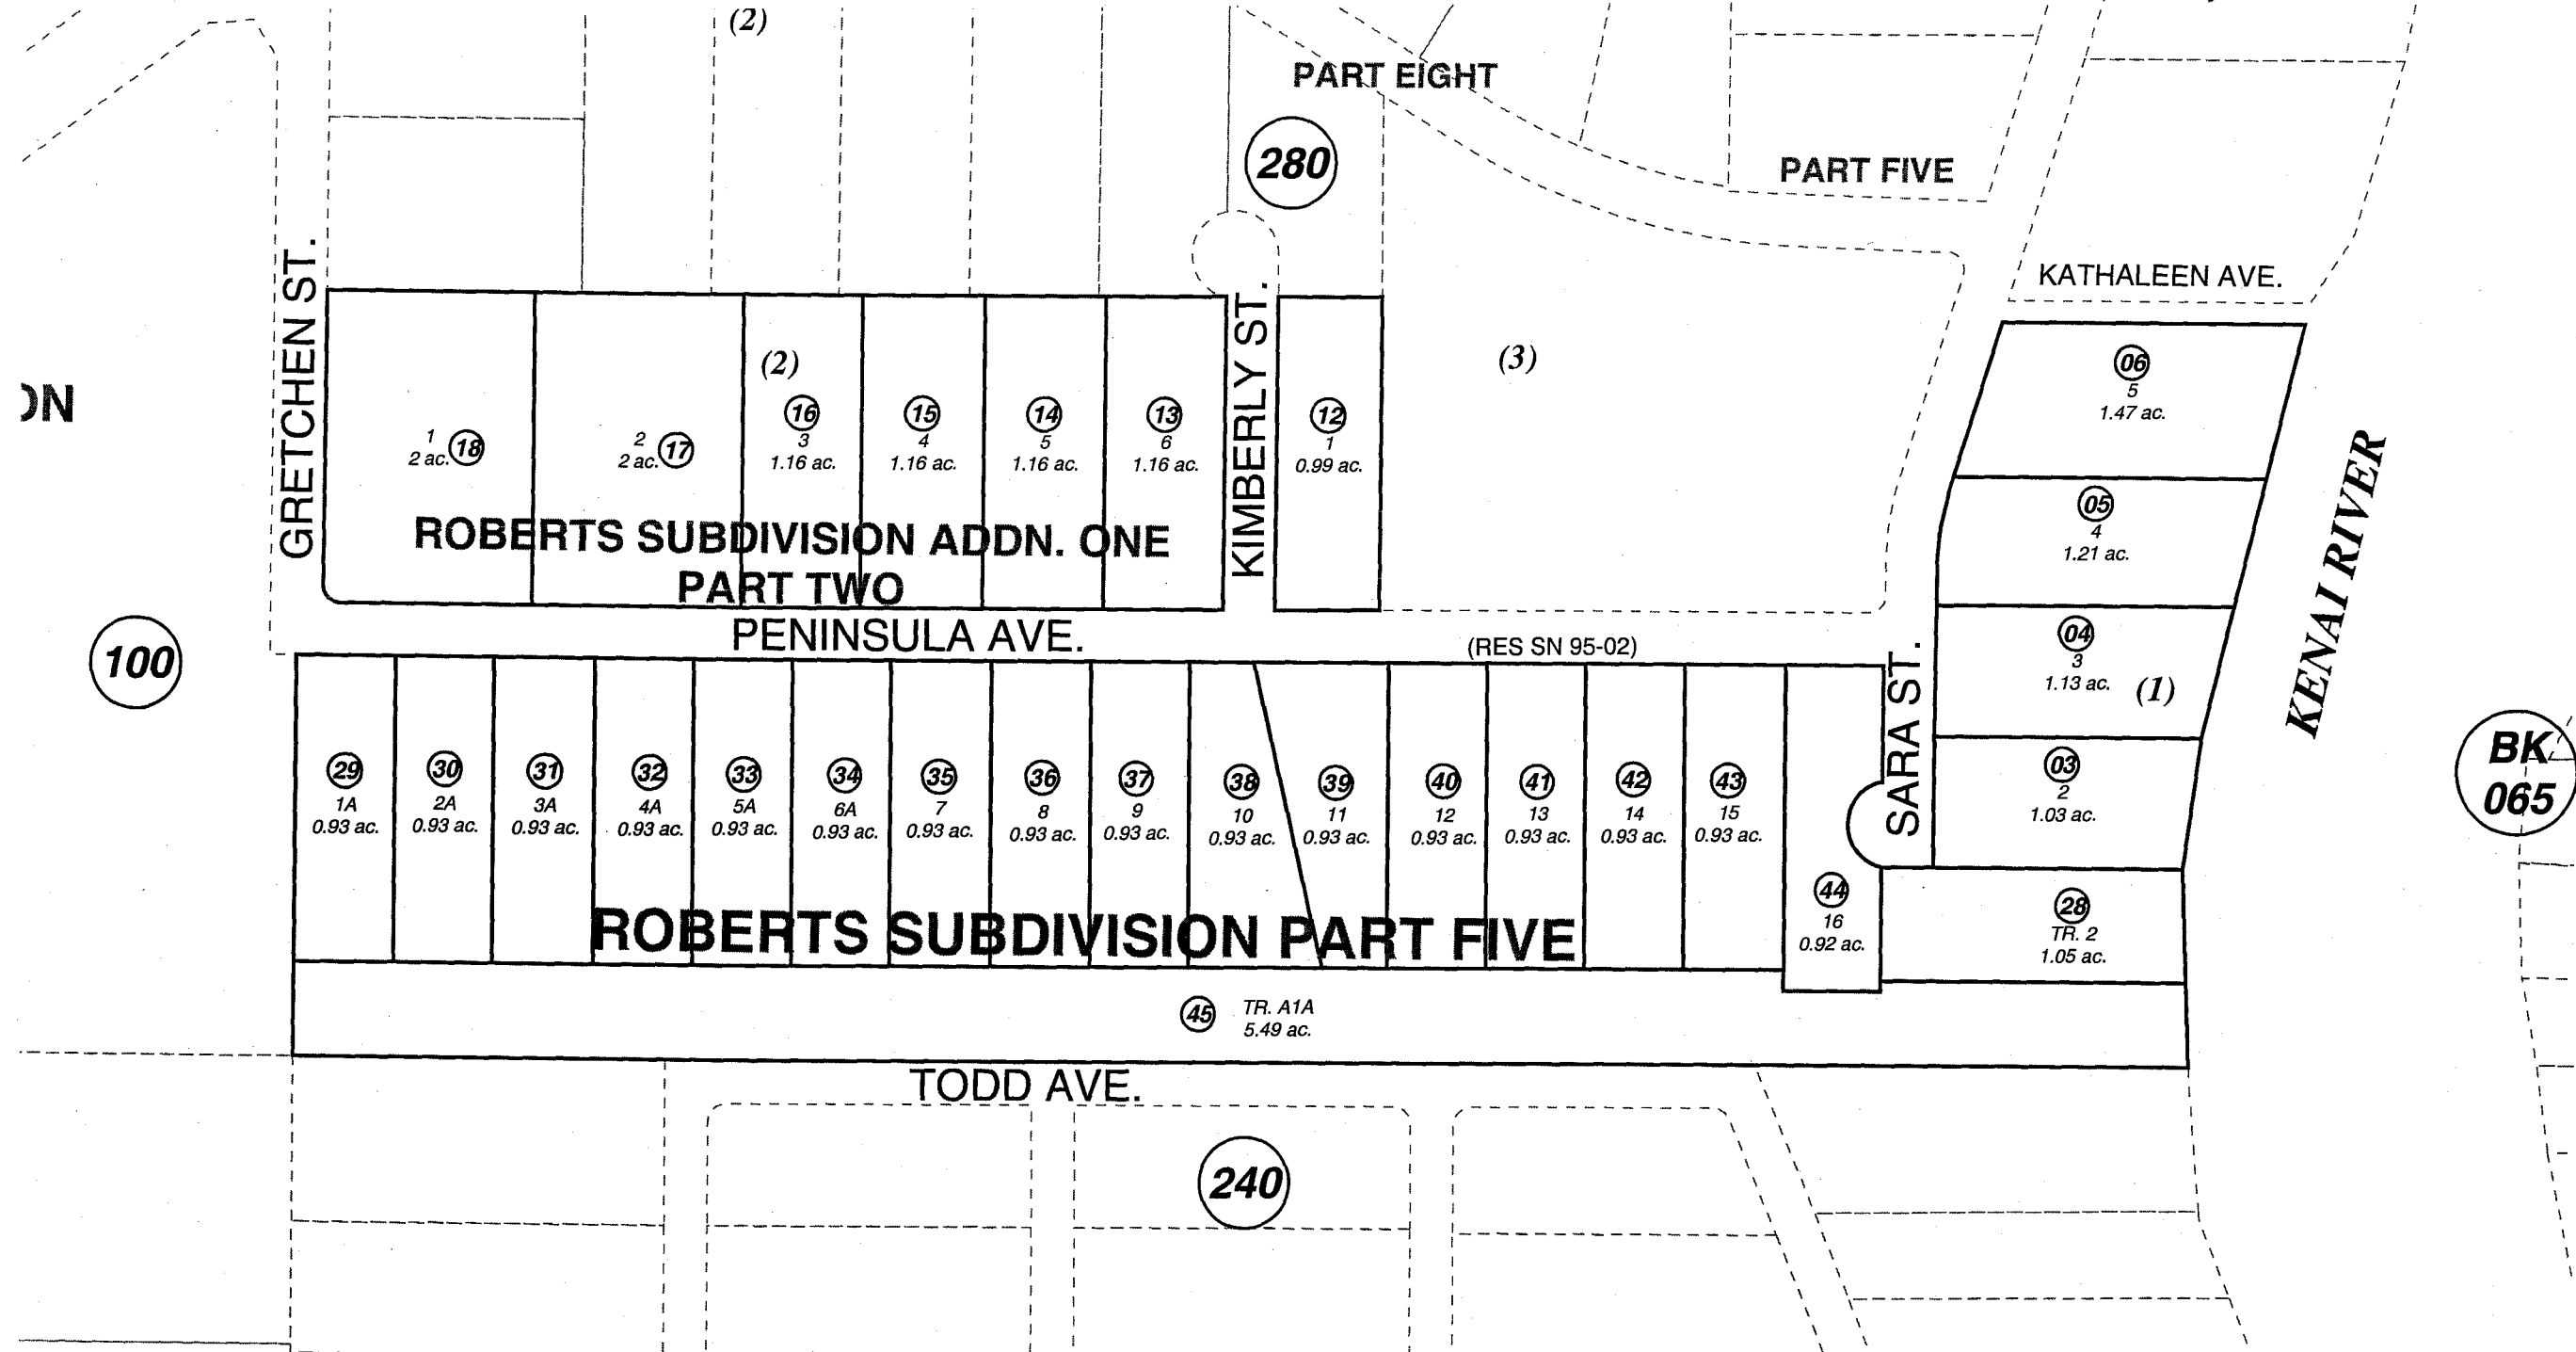 (2)
PART EIGHT
280
PART FIVE
KATHALEEN AVE.
GRETCHEN ST.
KIMBERLY ST.
(2)
(3)
ON
1
2 ac.
18
2
2 ac.
17
16
3
1.16 ac.
15
4
1.16 ac.
14
5
1.16 ac.
13
6
1.16 ac.
12
1
0.99 ac.
06
5
1.47 ac.
05
4
1.21 ac.
04
3
1.13 ac.
(1)
03
2
1.03 ac.
28
TR. 2
1.05 ac.
KENAI RIVER
BK
065
ROBERTS SUBDIVISION ADDN. ONE
PART TWO
PENINSULA AVE.
(RES SN 95-02)
SARA ST.
100
29
1A
0.93 ac.
30
2A
0.93 ac.
31
3A
0.93 ac.
32
4A
0.93 ac.
33
5A
0.93 ac.
34
6A
0.93 ac.
35
7
0.93 ac.
36
8
0.93 ac.
37
9
0.93 ac.
38
10
0.93 ac.
39
11
0.93 ac.
40
12
0.93 ac.
41
13
0.93 ac.
42
14
0.93 ac.
43
15
0.93 ac.
44
16
0.92 ac.
ROBERTS SUBDIVISION PART FIVE
45
TR. A1A
5.49 ac.
TODD AVE.
240